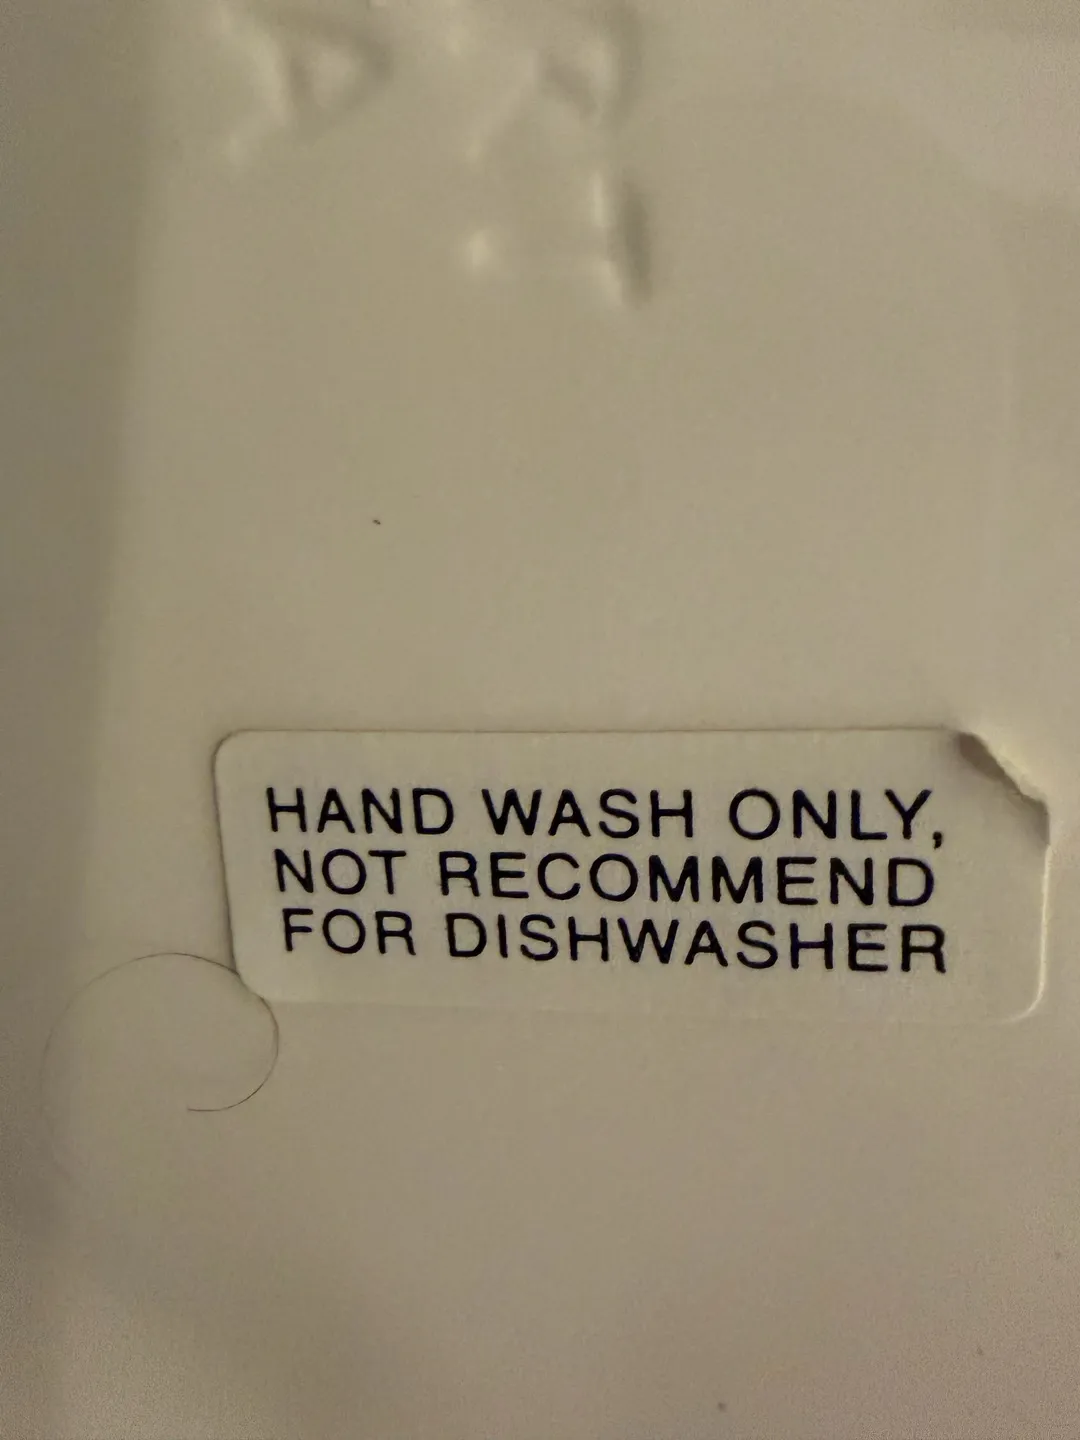 HAND WASH ONLY,
NOT RECOMMEND
FOR DISHWASHER